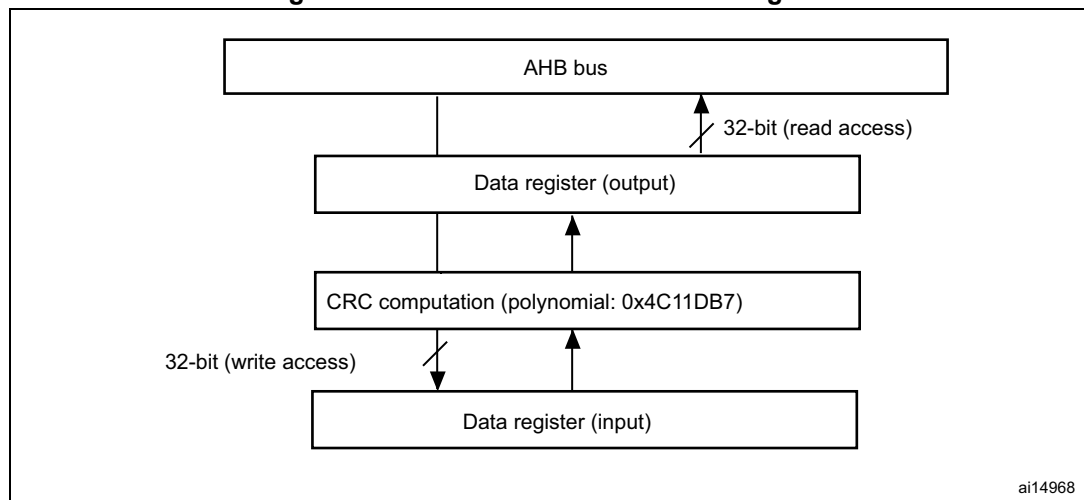 AHB bus
32-bit (read access)
Data register (output)
CRC computation (polynomial: 0x4C11DB7)
32-bit (write access)
Data register (input)
ai14968